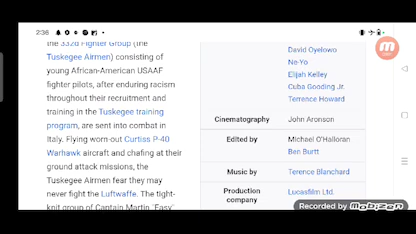 2:36
the 332d Fighter Group (the
Tuskegee Airmen) consisting of
young African-American USAAF
fighter pilots, after enduring racism
throughout their recruitment and
training in the Tuskegee training
program, are sent into combat in
Italy. Flying worn-out Curtiss P-40
Warhawk aircraft and chafing at their
ground attack missions, the
Tuskegee Airmen fear they may
never fight the Luftwaffe. The tight-
knit group of Captain Martin "Easy"
David Oyelowo
Ne-Yo
Elijah Kelley
Cuba Gooding Jr.
Terrence Howard
Cinematography John Aronson
Edited by Michael O'Halloran
Ben Burtt
Music by Terence Blanchard
Production Lucasfilm Ltd.
company
Recorded by Mobizen